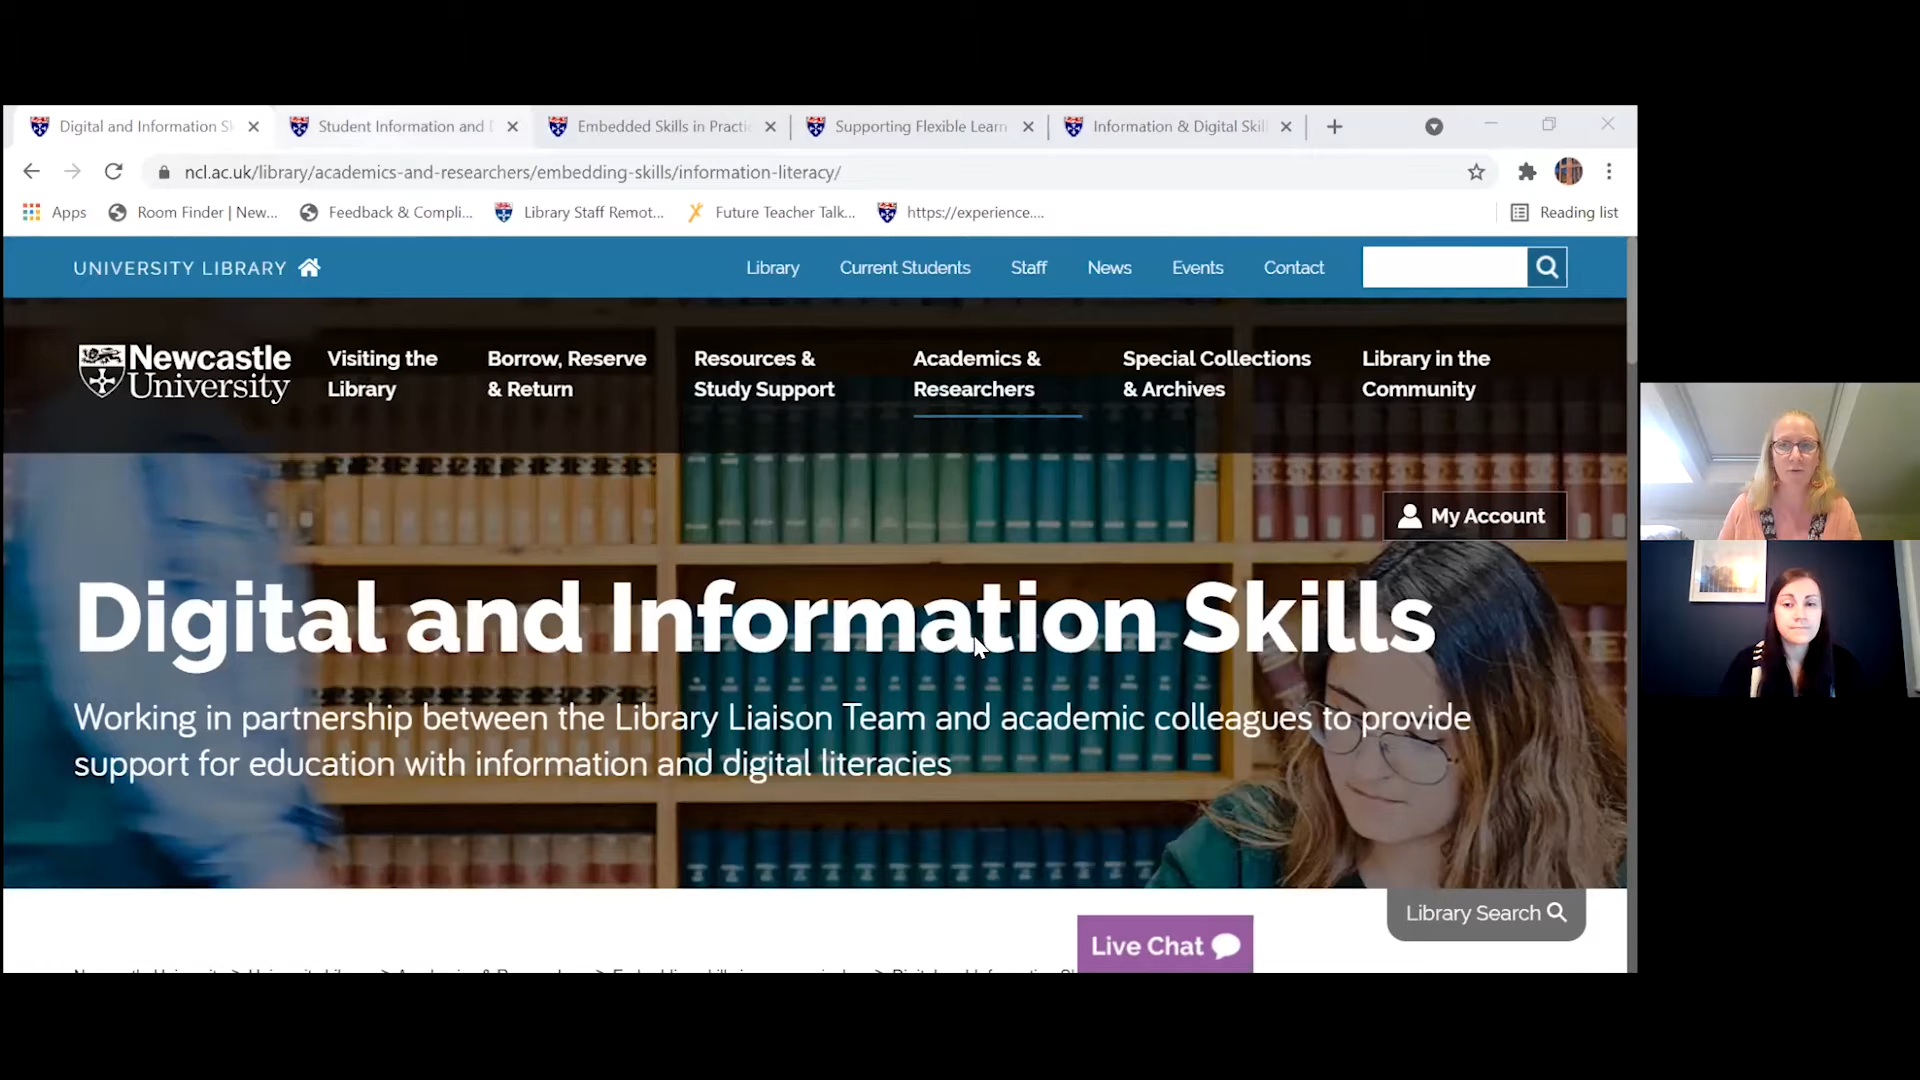 Digital and Information Sk
Student Information and D
Embedded Skills in Practic
Supporting Flexible Learn
Information & Digital Skill
ncl.ac.uk/library/academics-and-researchers/embedding-skills/information-literacy/
Apps
Room Finder | New...
Feedback & Compli...
Library Staff Remot...
Future Teacher Talk...
https://experience....
Reading list
UNIVERSITY LIBRARY
Library
Current Students
Staff
News
Events
Contact
Newcastle
University
Visiting the
Library
Borrow, Reserve
& Return
Resources &
Study Support
Academics &
Researchers
Special Collections
& Archives
Library in the
Community
My Account
Digital and Information Skills
Working in partnership between the Library Liaison Team and academic colleagues to provide
support for education with information and digital literacies
Library Search
Live Chat